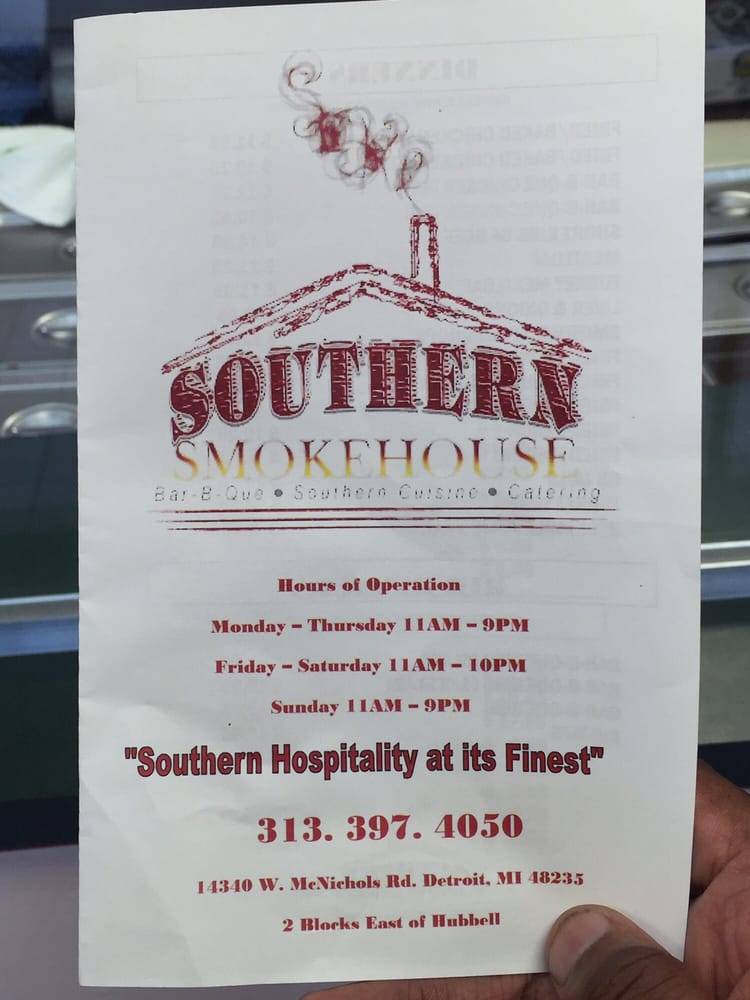 SOUTHERN
SMOKEHOUSE
Bar-B-Que • Southern Cuisine • Catering
Hours of Operation
Monday – Thursday 11AM – 9PM
Friday – Saturday 11AM – 10PM
Sunday 11AM – 9PM
"Southern Hospitality at its Finest"
313. 397. 4050
14340 W. McNichols Rd. Detroit, MI 48235
2 Blocks East of Hubbell